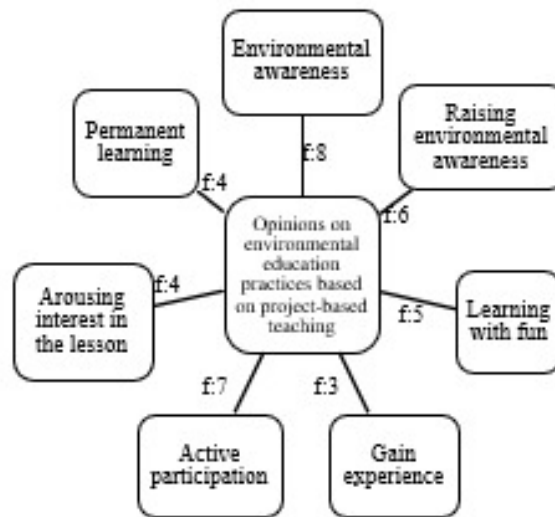 Environmental
awareness
f:8
Raising
environmental
awareness
f:6
Permanent
learning
f:4
Opinions on
environmental
education
practices based
on project-based
teaching
Arousing
interest in
the lesson
f:4
Learning
with fun
f:5
Active
participation
f:7
Gain
experience
f:3